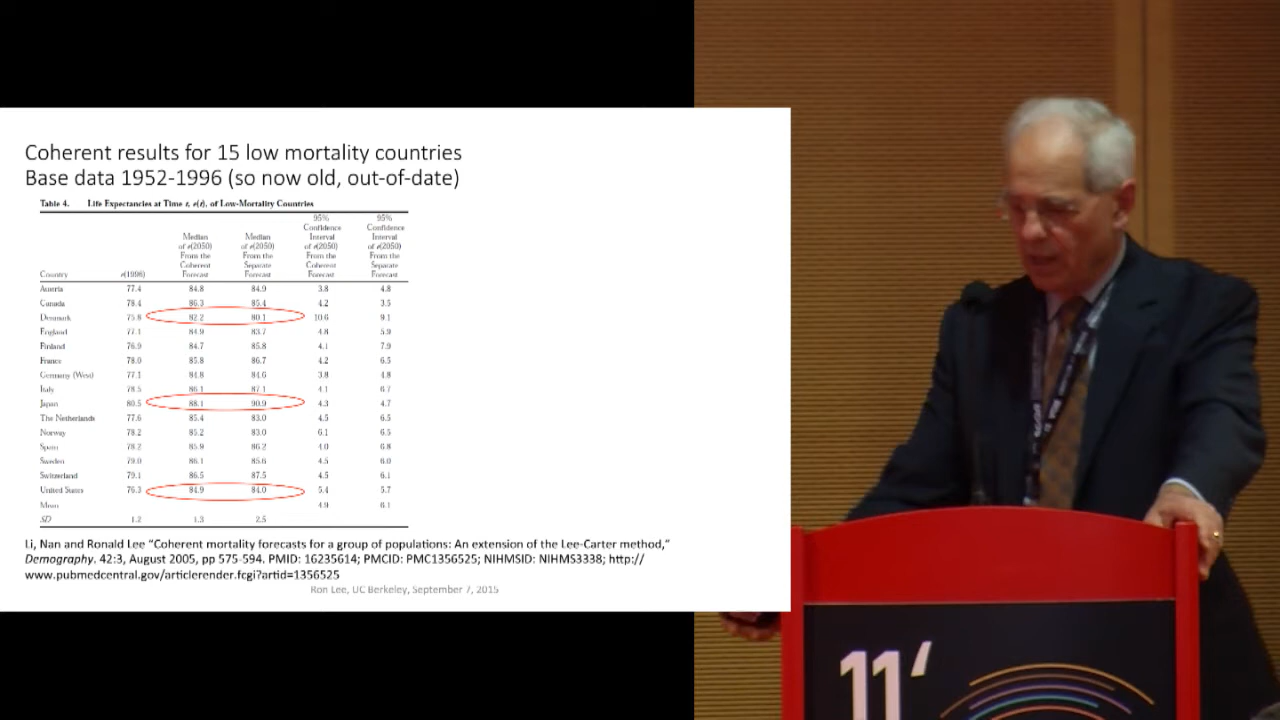 Coherent results for 15 low mortality countries
Base data 1952-1996 (so now old, out-of-date)
Table 4. Life Expectancies at Time t, e(t), of Low-Mortality Countries
Country e(1996) Median of e(2050) From the Coherent Forecast Median of e(2050) From the Separate Forecast 95% Confidence Interval of e(2050) From the Coherent Forecast 95% Confidence Interval of e(2050) From the Separate Forecast
Austria 77.4 84.8 84.9 3.8 4.8
Canada 78.4 86.3 85.4 4.2 3.5
Denmark 75.8 82.2 80.1 10.6 9.1
England 77.1 84.9 83.7 4.8 5.9
Finland 76.9 84.7 85.8 4.1 7.9
France 78.0 85.8 86.7 4.2 6.5
Germany (West) 77.1 84.8 84.6 3.8 4.8
Italy 78.5 86.1 87.1 4.1 6.7
Japan 80.5 88.1 90.9 4.3 4.7
The Netherlands 77.6 85.4 83.0 4.5 6.5
Norway 78.2 85.2 83.0 6.1 6.5
Spain 78.2 85.9 86.2 4.0 6.8
Sweden 79.0 86.1 85.6 4.5 6.0
Switzerland 79.1 86.5 87.5 4.5 6.1
United States 76.3 84.9 84.0 5.4 5.7
Mean 4.9 6.1
SD 1.2 1.3 2.5
Li, Nan and Ronald Lee “Coherent mortality forecasts for a group of populations: An extension of the Lee-Carter method,”
Demography. 42:3, August 2005, pp 575-594. PMID: 16235614; PMCID: PMC1356525; NIHMSID: NIHMS3338; http://
www.pubmedcentral.gov/articlerender.fcgi?artid=1356525
Ron Lee, UC Berkeley, September 7, 2015
11‘